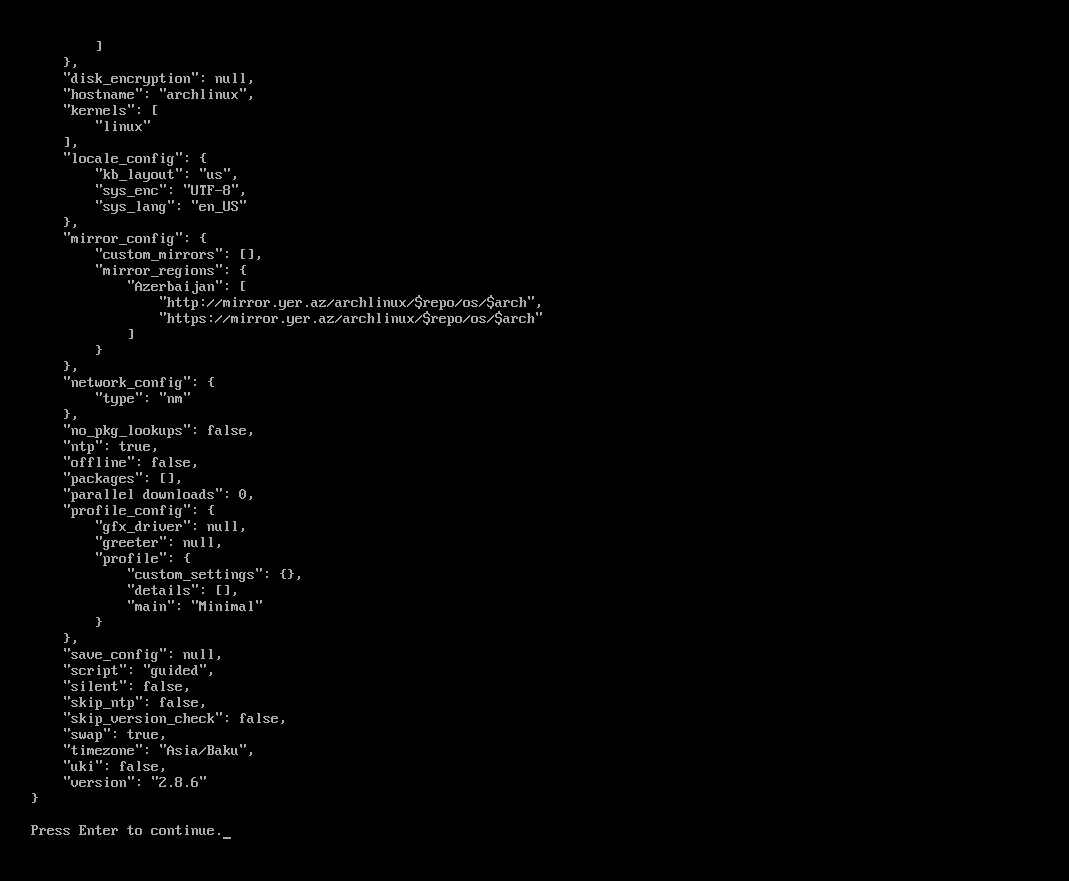 ]
    },
    "disk_encryption": null,
    "hostname": "archlinux",
    "kernels": [
        "linux"
    ],
    "locale_config": {
        "kb_layout": "us",
        "sys_enc": "UTF-8",
        "sys_lang": "en_US"
    },
    "mirror_config": {
        "custom_mirrors": [],
        "mirror_regions": {
            "Azerbaijan": [
                "http://mirror.yer.az/archlinux/$repo/os/$arch",
                "https://mirror.yer.az/archlinux/$repo/os/$arch"
            ]
        }
    },
    "network_config": {
        "type": "nm"
    },
    "no_pkg_lookups": false,
    "ntp": true,
    "offline": false,
    "packages": [],
    "parallel downloads": 0,
    "profile_config": {
        "gfx_driver": null,
        "greeter": null,
        "profile": {
            "custom_settings": {},
            "details": [],
            "main": "Minimal"
        }
    },
    "save_config": null,
    "script": "guided",
    "silent": false,
    "skip_ntp": false,
    "skip_version_check": false,
    "swap": true,
    "timezone": "Asia/Baku",
    "uki": false,
    "version": "2.8.6"
}
Press Enter to continue._